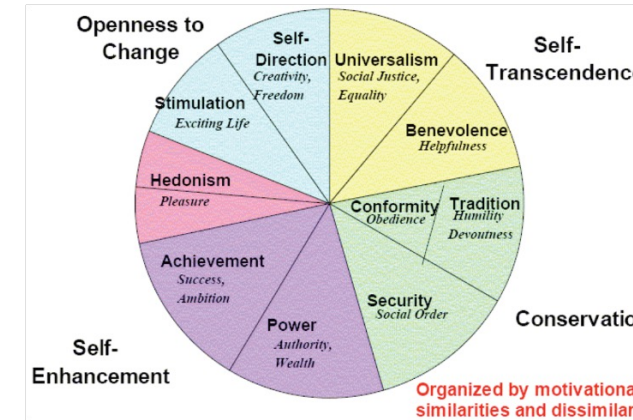 Openness to
Change
Self-
Direction
Creativity,
Freedom
Universalism
Social Justice,
Equality
Self-
Transcendenc
Stimulation
Exciting Life
Benevolence
Helpfulness
Hedonism
Pleasure
Conformity
Obedience
Tradition
Humility
Devoutness
Achievement
Success,
Ambition
Security
Social Order
Power
Authority,
Wealth
Conservatio
Self-
Enhancement
Organized by motivationa
similarities and dissimilar